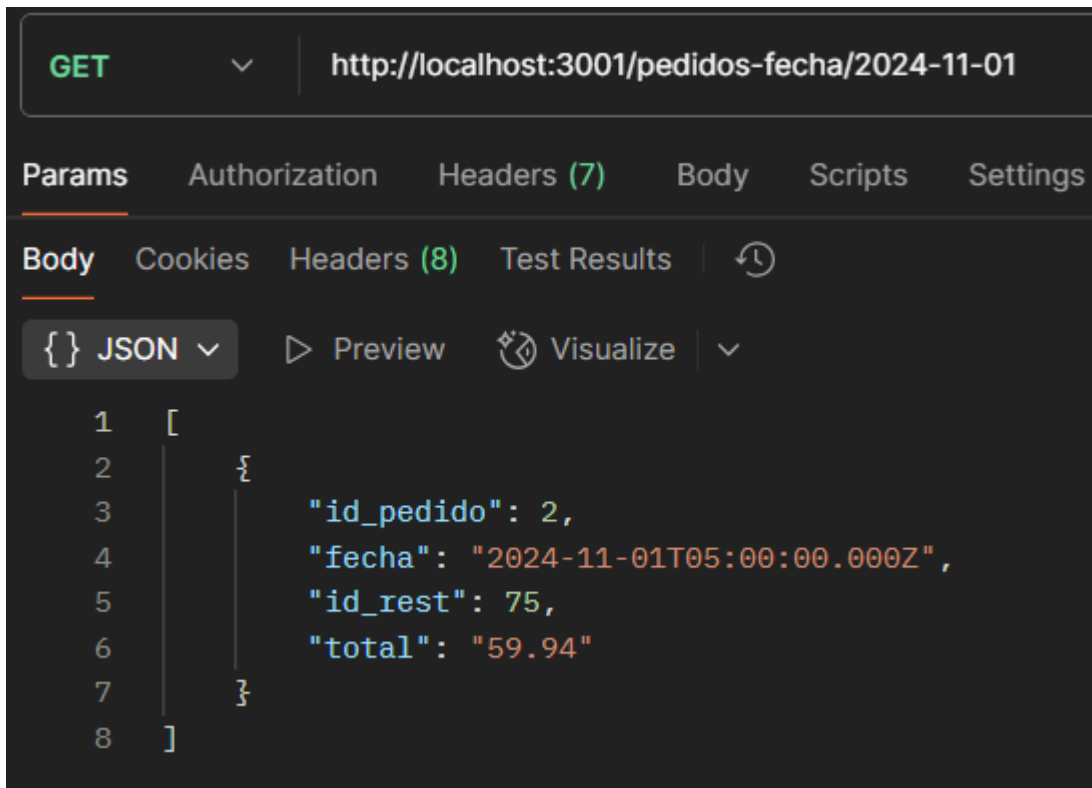 GET http://localhost:3001/pedidos-fecha/2024-11-01
Params Authorization Headers (7) Body Scripts Settings
Body Cookies Headers (8) Test Results
{} JSON Preview Visualize
1 [
2 {
3 "id_pedido": 2,
4 "fecha": "2024-11-01T05:00:00.000Z",
5 "id_rest": 75,
6 "total": "59.94"
7 }
8 ]